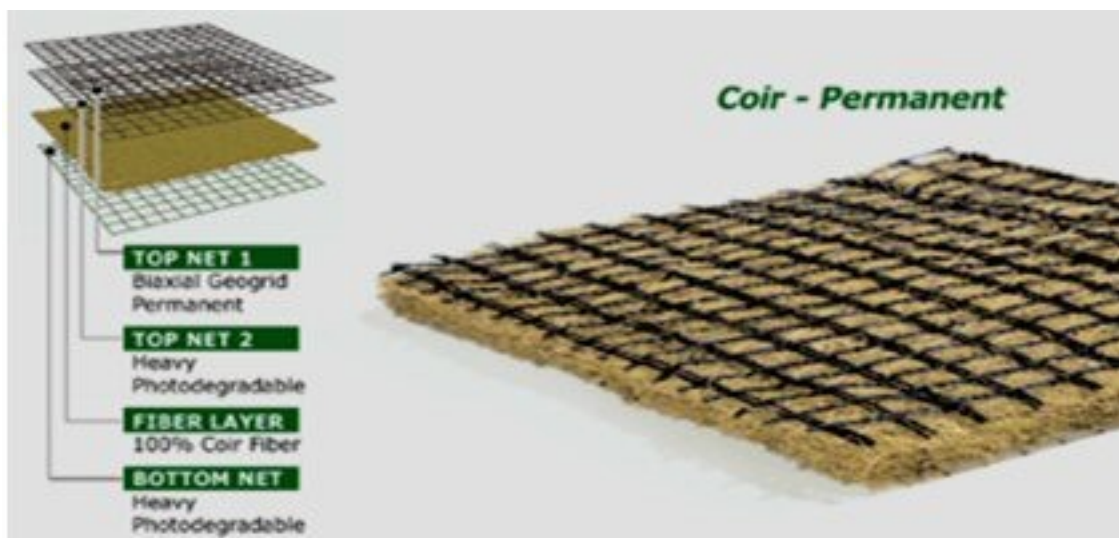 Coir - Permanent
TOP NET 1
Biaxial Geogrid
Permanent
TOP NET 2
Heavy
Photodegradable
FIBER LAYER
100% Coir Fiber
BOTTOM NET
Heavy
Photodegradable